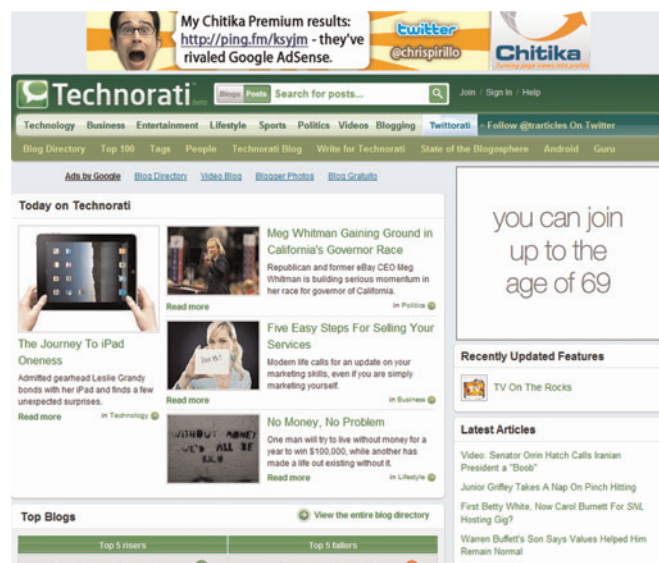 My Chitika Premium results:
http://ping.fm/ksyjm - they've
rivaled Google AdSense.
twitter
@chrispirillo
Chitika
Turning page views into profits
Technorati beta
Blogs Posts Search for posts... Join / Sign In / Help
Technology Business Entertainment Lifestyle Sports Politics Videos Blogging Twittorati Follow @trarticles On Twitter
Blog Directory Top 100 Tags People Technorati Blog Write for Technorati State of the Blogosphere Android Guru
Ads by Google Blog Directory Video Blog Blogger Photos Blog Gratuito
Today on Technorati
The Journey To iPad
Oneness
Admitted gearhead Leslie Grandy
bonds with her iPad and finds a few
unexpected surprises.
Read more in Technology
Meg Whitman Gaining Ground in
California's Governor Race
Republican and former eBay CEO Meg
Whitman is building serious momentum in
her race for governor of California.
Read more in Politics
Five Easy Steps For Selling Your
Services
Modern life calls for an update on your
marketing skills, even if you are simply
marketing yourself.
Read more in Business
WITHOUT MONEY
WE'D ALL BE
RICH
No Money, No Problem
One man will try to live without money for a
year to win $100,000, while another has
made a life out existing without it.
Read more in Lifestyle
Top Blogs View the entire blog directory
Top 5 risers Top 5 fallers
you can join
up to the
age of 69
Recently Updated Features
TV On The Rocks
Latest Articles
Video: Senator Orrin Hatch Calls Iranian
President a "Boob"
Junior Griffey Takes A Nap On Pinch Hitting
First Betty White, Now Carol Burnett For SNL
Hosting Gig?
Warren Buffett's Son Says Values Helped Him
Remain Normal